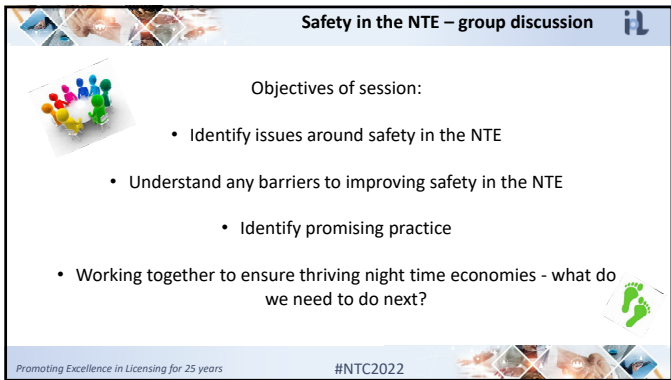 Safety in the NTE – group discussion
iol
Objectives of session:
• Identify issues around safety in the NTE
• Understand any barriers to improving safety in the NTE
• Identify promising practice
• Working together to ensure thriving night time economies - what do
we need to do next?
Promoting Excellence in Licensing for 25 years
#NTC2022